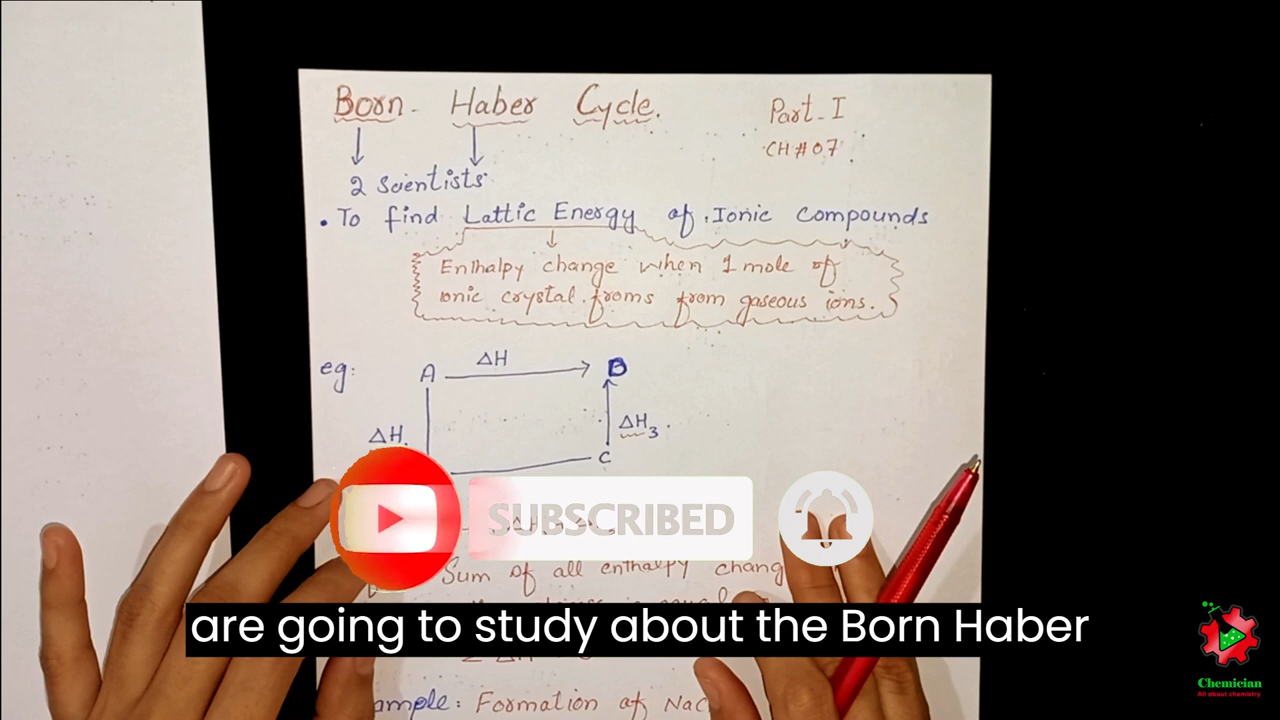 Born - Haber Cycle.
Part - I
CH # 07
2 Scientists
• To find Lattic Energy of Ionic Compounds
Enthalpy change when 1 mole of
ionic crystal froms from gaseous ions.
eg:
A
ΔH
B
ΔH
ΔH3
C
SUBSCRIBED
Sum of all enthalpy chang
are going to study about the Born Haber
ample: Formation of NaC
Chemician
All about chemistry